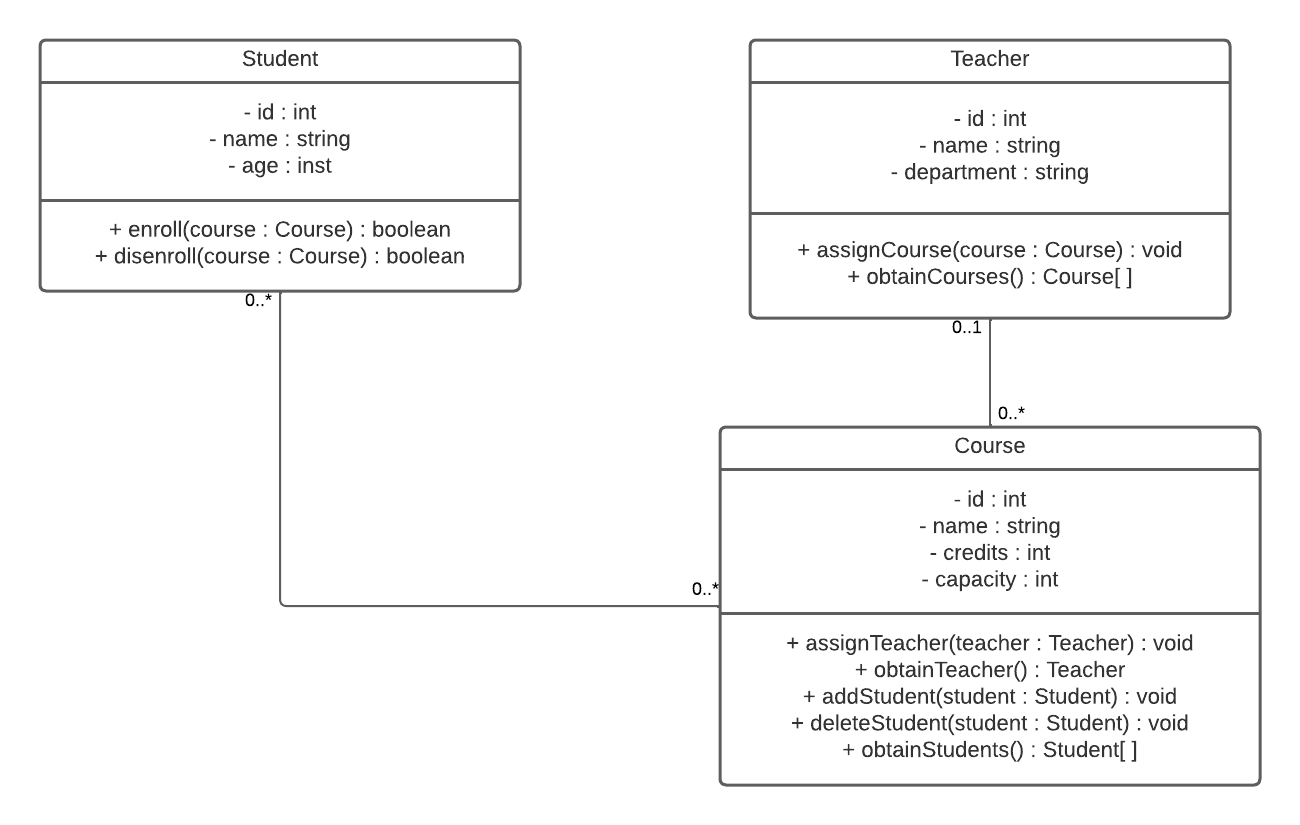 Student
- id : int
- name : string
- age : inst
+ enroll(course : Course) : boolean
+ disenroll(course : Course) : boolean
0..*
Teacher
- id : int
- name : string
- department : string
+ assignCourse(course : Course) : void
+ obtainCourses() : Course[ ]
0..1
0..*
Course
- id : int
- name : string
- credits : int
- capacity : int
0..*
+ assignTeacher(teacher : Teacher) : void
+ obtainTeacher() : Teacher
+ addStudent(student : Student) : void
+ deleteStudent(student : Student) : void
+ obtainStudents() : Student[ ]